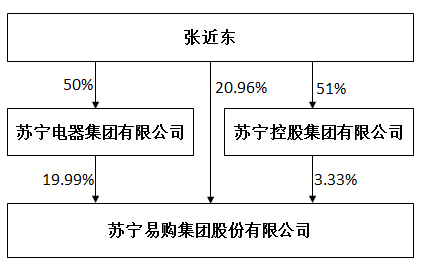 张近东
50%
20.96%
51%
苏宁电器集团有限公司
苏宁控股集团有限公司
19.99%
3.33%
苏宁易购集团股份有限公司